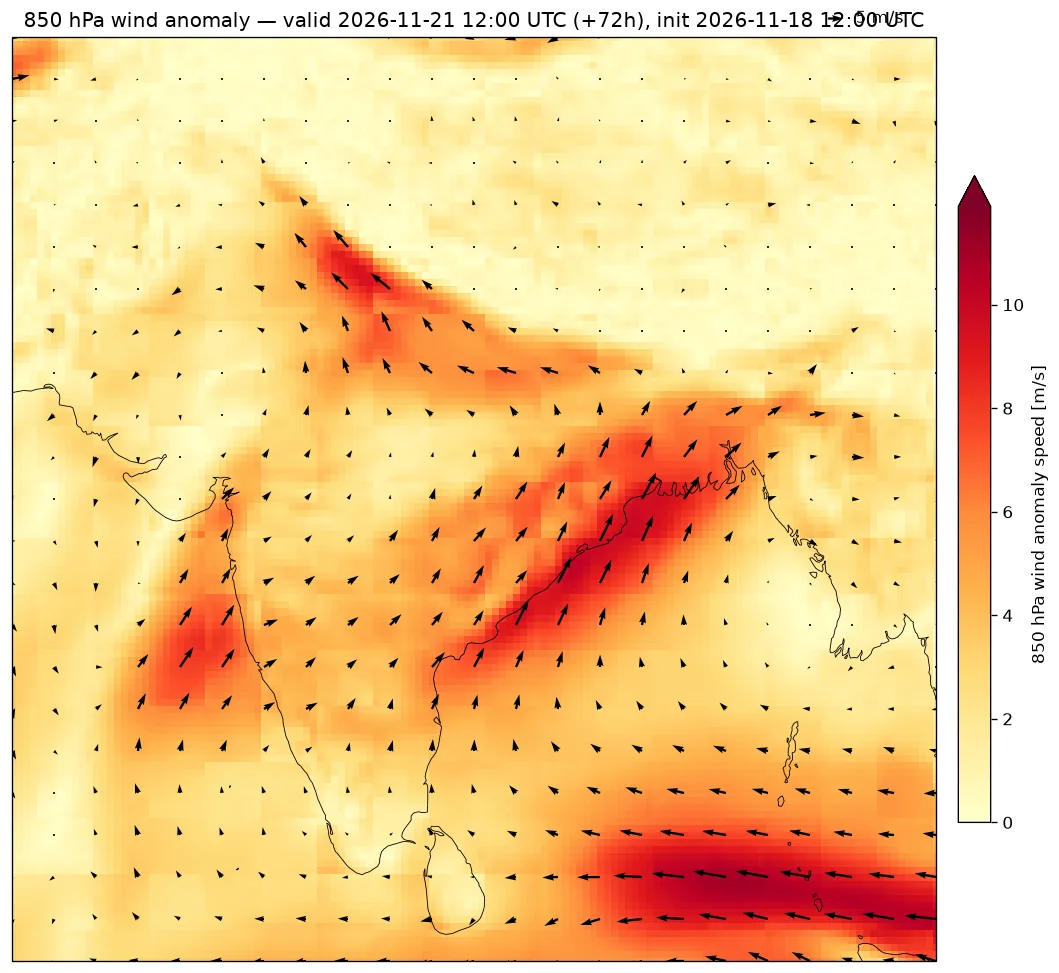 850 hPa wind anomaly — valid 2026-11-21 12:00 UTC (+72h), init 2026-11-18 12:00 UTC
5 m/s
10
8
6
4
2
0
850 hPa wind anomaly speed [m/s]